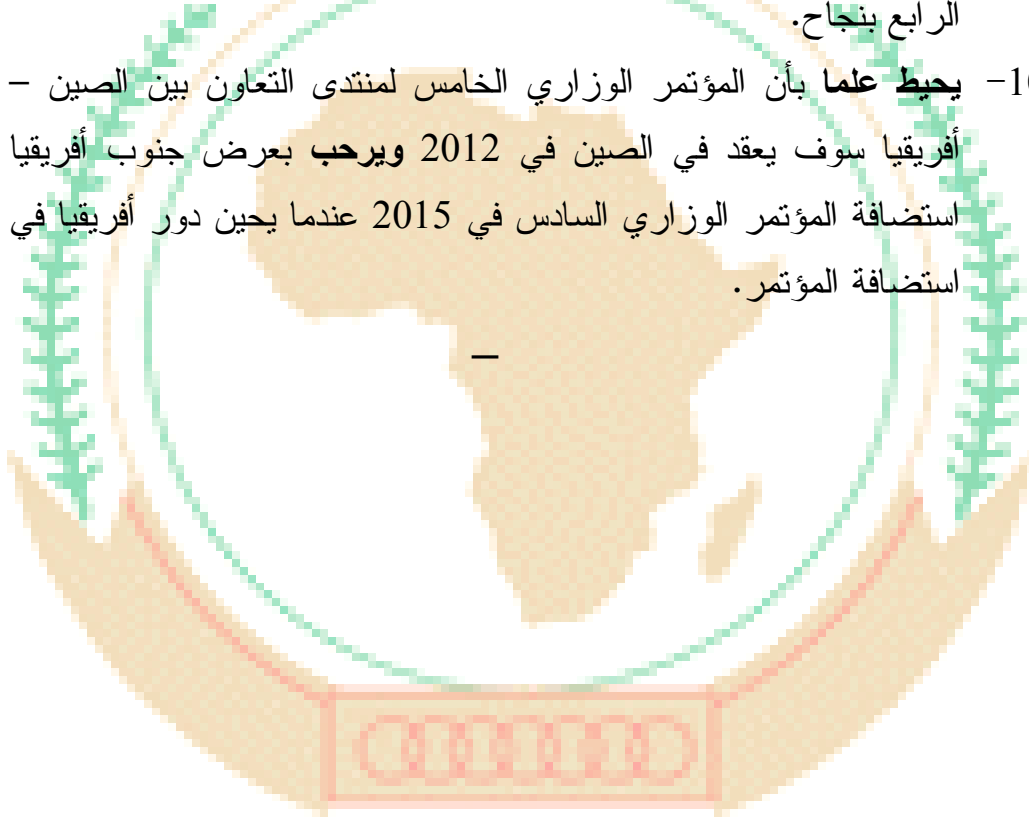 الرابع بنجاح.
10- يحيط علما بأن المؤتمر الوزاري الخامس لمنتدى التعاون بين الصين –
أفريقيا سوف يعقد في الصين في 2012 ويرحب بعرض جنوب أفريقيا
استضافة المؤتمر الوزاري السادس في 2015 عندما يحين دور أفريقيا في
استضافة المؤتمر.
–